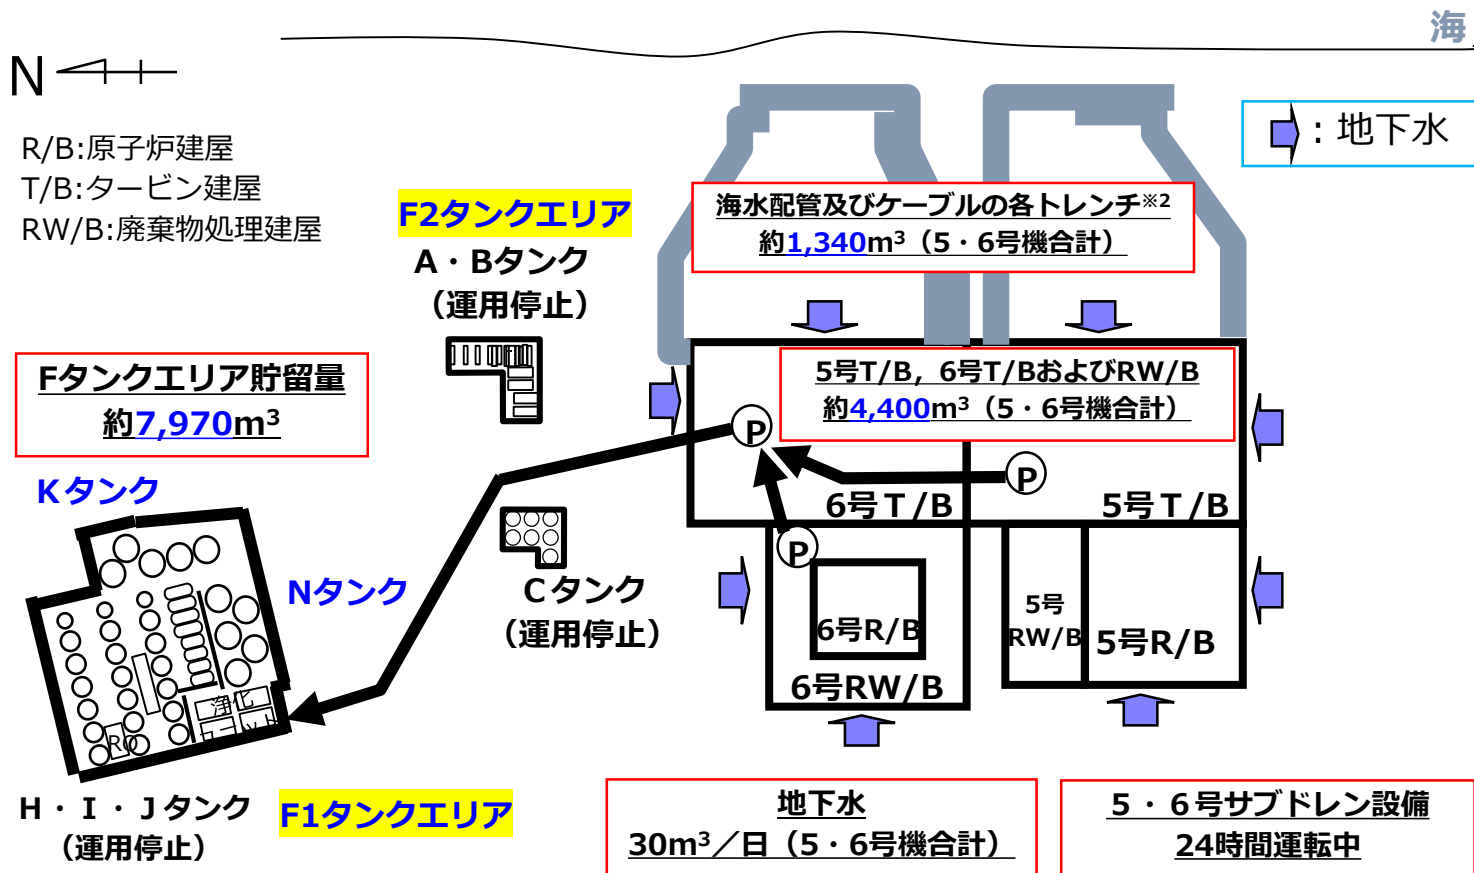 海
N
R/B:原子炉建屋
T/B:タービン建屋
RW/B:廃棄物処理建屋
：地下水
F2タンクエリア
A・Bタンク
（運用停止）
海水配管及びケーブルの各トレンチ※2
約1,340m³（5・6号機合計）
Fタンクエリア貯留量
約7,970m³
5号T/B，6号T/BおよびRW/B
約4,400m³（5・6号機合計）
P
P
P
6号Ｔ/B
5号Ｔ/B
Ｋタンク
Nタンク
Ｃタンク
（運用停止）
6号R/B
6号RW/B
5号
RW/B
5号R/B
浄化
ユニット
RO
Ｈ・Ｉ・Ｊタンク
（運用停止）
F1タンクエリア
地下水
30m³／日（5・6号機合計）
５・６号サブドレン設備
24時間運転中